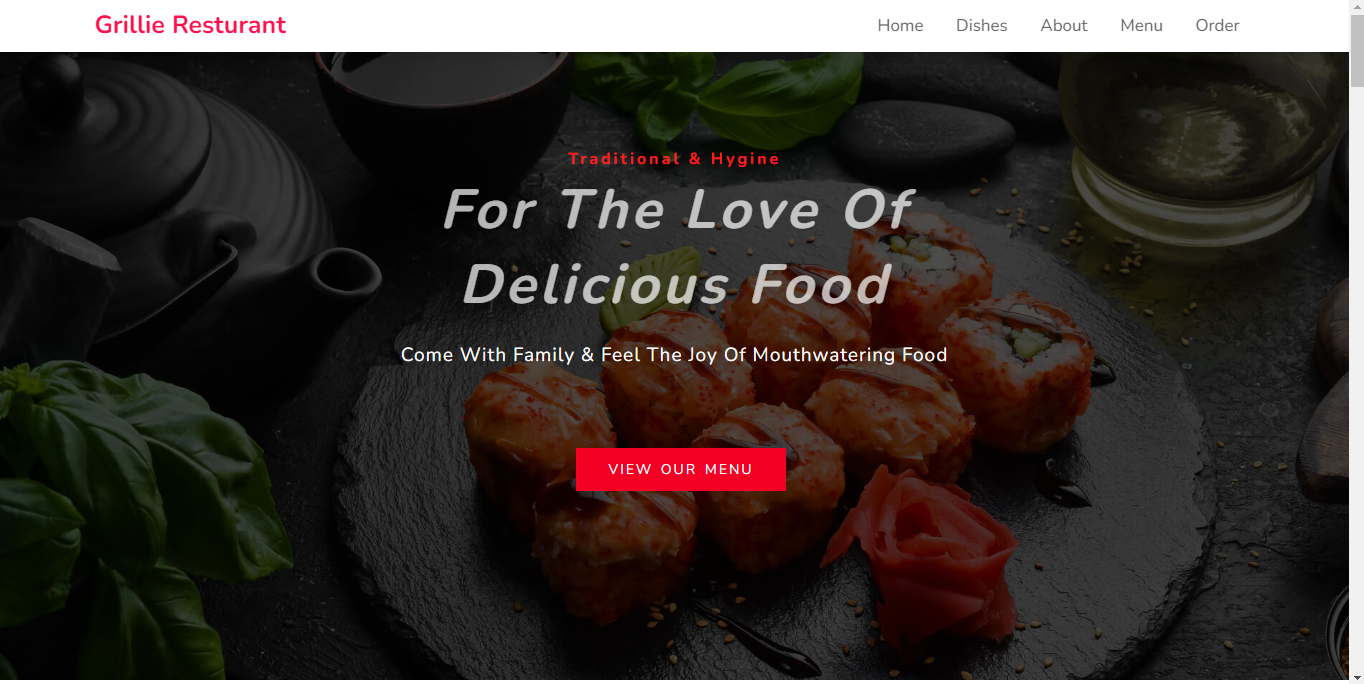 Grillie Resturant
Home Dishes About Menu Order
Traditional & Hygine
For The Love Of
Delicious Food
Come With Family & Feel The Joy Of Mouthwatering Food
VIEW OUR MENU